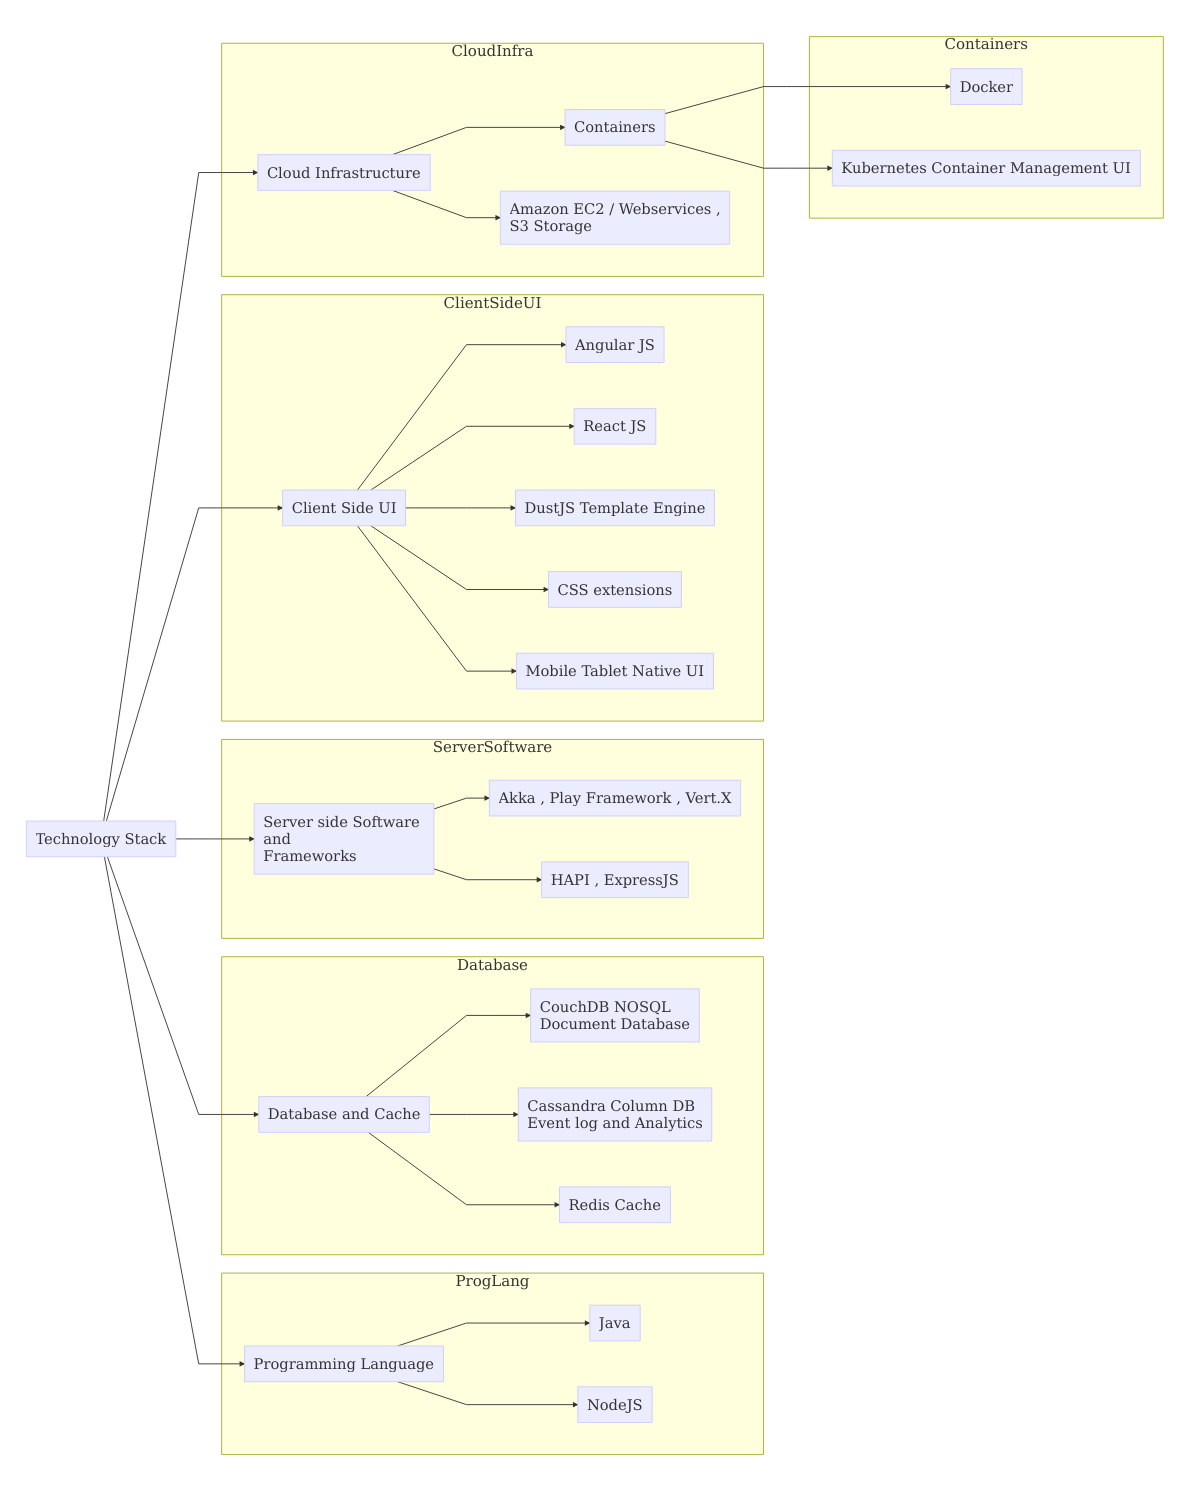 CloudInfra
Containers
Docker
Containers
Cloud Infrastructure
Kubernetes Container Management UI
Amazon EC2 / Webservices ,
S3 Storage
ClientSideUI
Angular JS
React JS
Client Side UI
DustJS Template Engine
CSS extensions
Mobile Tablet Native UI
ServerSoftware
Akka , Play Framework , Vert.X
Technology Stack
Server side Software
and
Frameworks
HAPI , ExpressJS
Database
CouchDB NOSQL
Document Database
Database and Cache
Cassandra Column DB
Event log and Analytics
Redis Cache
ProgLang
Java
Programming Language
NodeJS